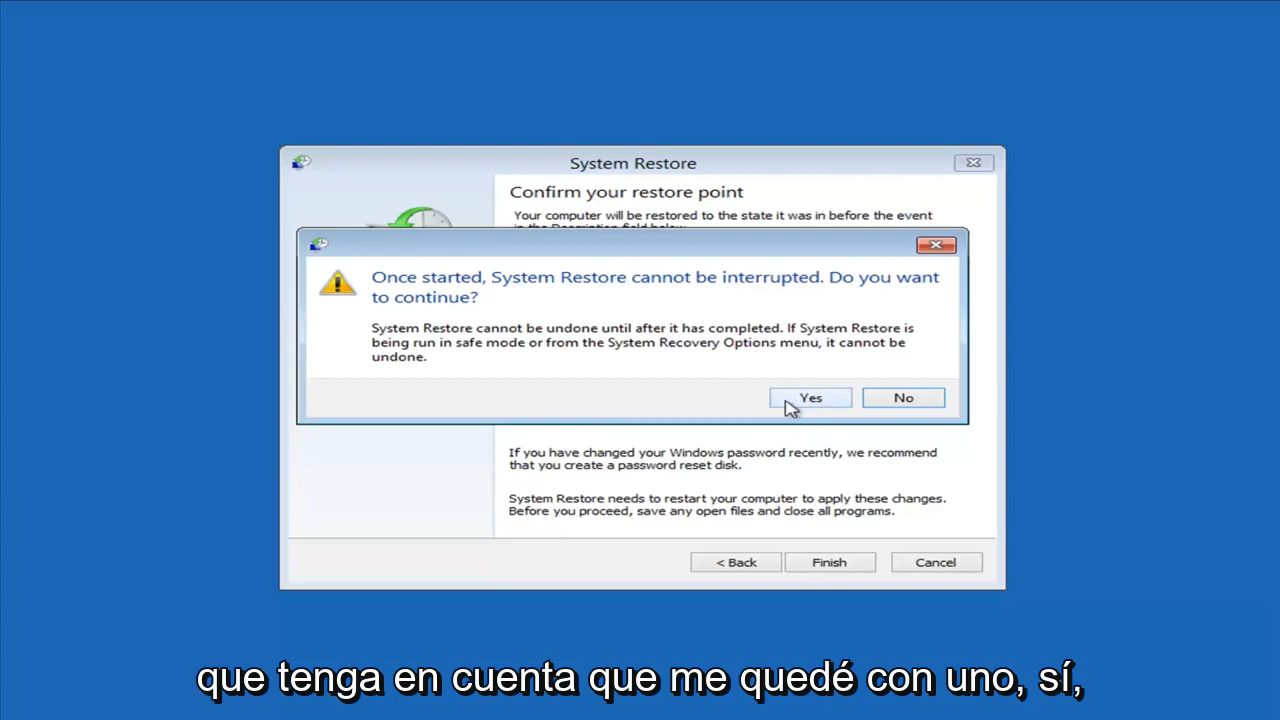 System Restore
Confirm your restore point
Your computer will be restored to the state it was in before the event
in the Description field below.
Once started, System Restore cannot be interrupted. Do you want
to continue?
System Restore cannot be undone until after it has completed. If System Restore is
being run in safe mode or from the System Recovery Options menu, it cannot be
undone.
Yes
No
If you have changed your Windows password recently, we recommend
that you create a password reset disk.
System Restore needs to restart your computer to apply these changes.
Before you proceed, save any open files and close all programs.
< Back
Finish
Cancel
que tenga en cuenta que me quedé con uno, sí,